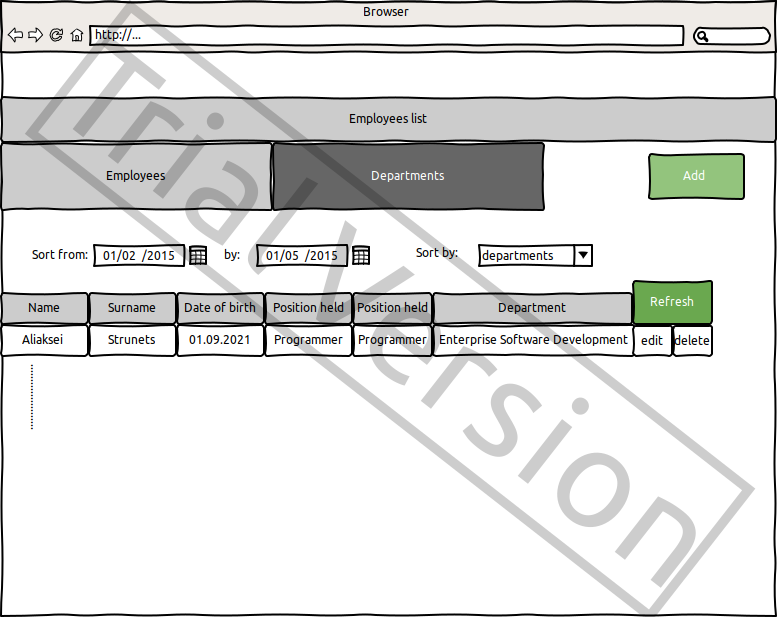 Browser
http://...
Employees list
Employees Departments Add
Sort from: 01/02 /2015 by: 01/05 /2015 Sort by: departments
Refresh
Name Surname Date of birth Position held Position held Department
Aliaksei Strunets 01.09.2021 Programmer Programmer Enterprise Software Development edit delete
Trial Version